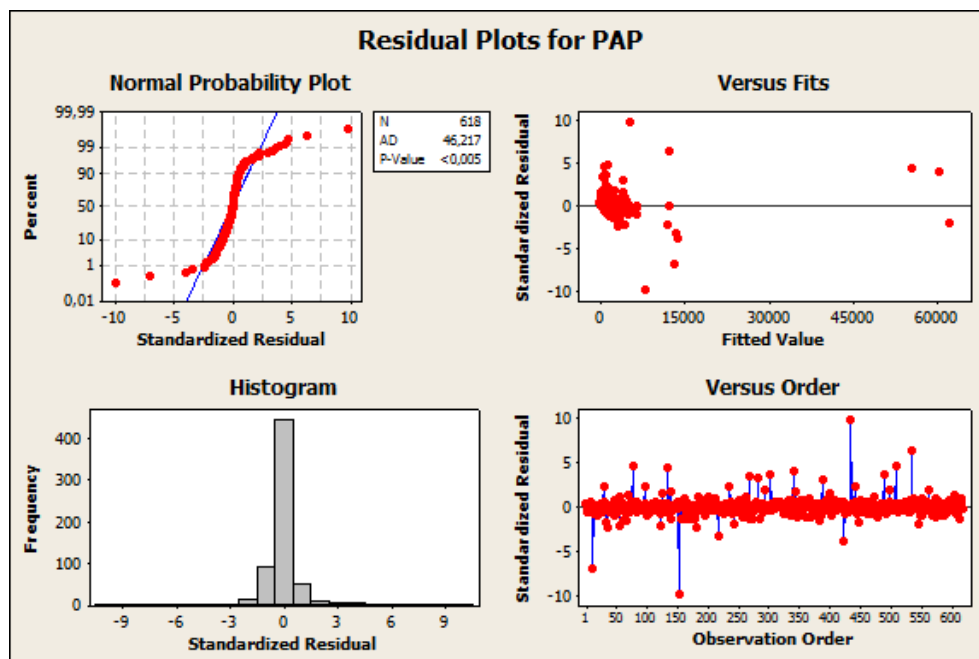 Residual Plots for PAP
Normal Probability Plot
99,99
99
90
50
10
1
0,01
Percent
-10 -5 0 5 10
Standardized Residual
N 618
AD 46,217
P-Value <0,005
Versus Fits
10
5
0
-5
-10
Standardized Residual
0 15000 30000 45000 60000
Fitted Value
Histogram
400
300
200
100
0
Frequency
-9 -6 -3 0 3 6 9
Standardized Residual
Versus Order
10
5
0
-5
-10
Standardized Residual
1 50 100 150 200 250 300 350 400 450 500 550 600
Observation Order